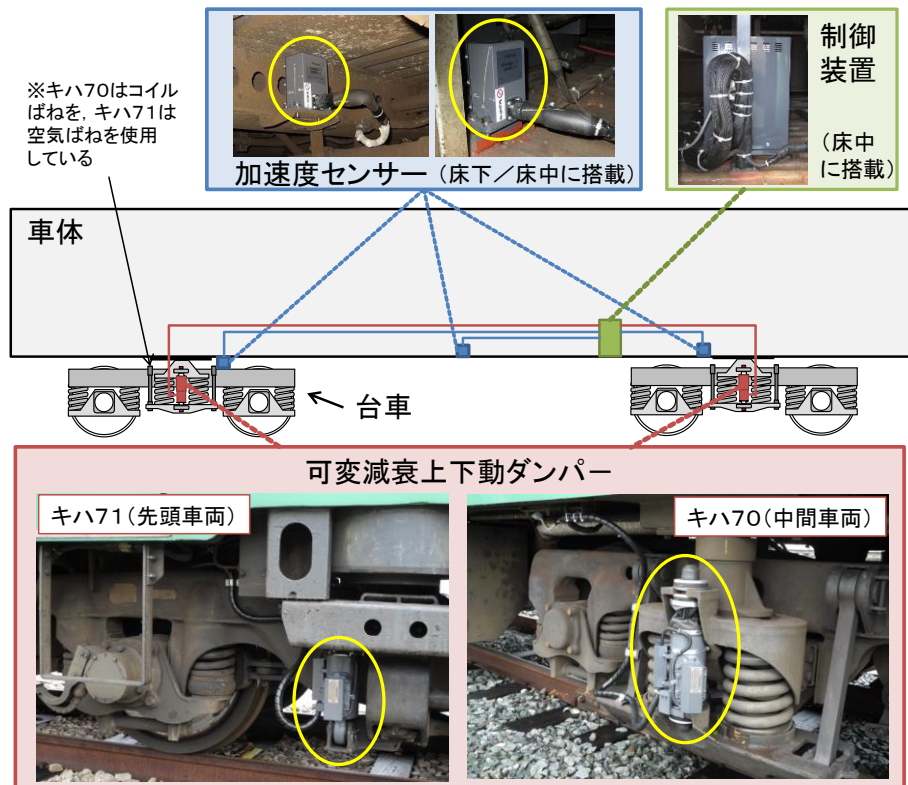 ※キハ70はコイル
ばねを，キハ71は
空気ばねを使用
している
加速度センサー（床下／床中に搭載）
制御
装置
（床中
に搭載）
車体
台車
可変減衰上下動ダンパー
キハ71（先頭車両）
キハ70（中間車両）